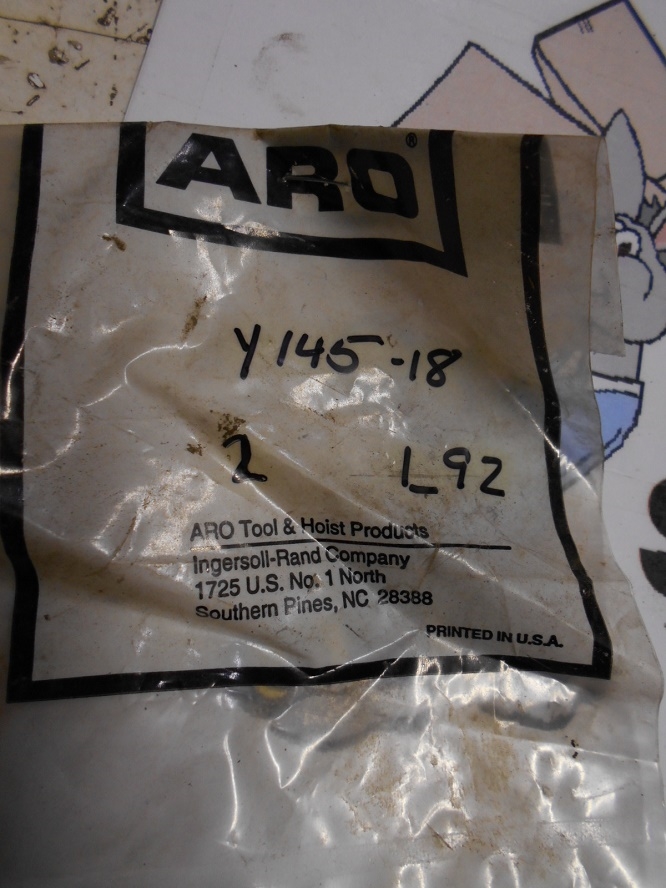 ARO®
Y145-18
2 L92
ARO Tool & Hoist Products
Ingersoll-Rand Company
1725 U.S. No. 1 North
Southern Pines, NC 28388
PRINTED IN U.S.A.